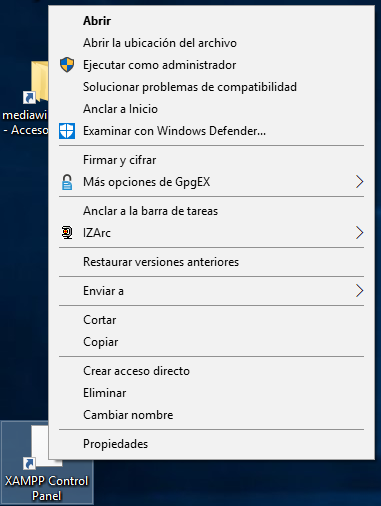 Abrir
Abrir la ubicación del archivo
Ejecutar como administrador
Solucionar problemas de compatibilidad
Anclar a Inicio
Examinar con Windows Defender...
Firmar y cifrar
Más opciones de GpgEX
Anclar a la barra de tareas
IZArc
Restaurar versiones anteriores
Enviar a
Cortar
Copiar
Crear acceso directo
Eliminar
Cambiar nombre
Propiedades
mediawi
- Acceso
XAMPP Control
Panel